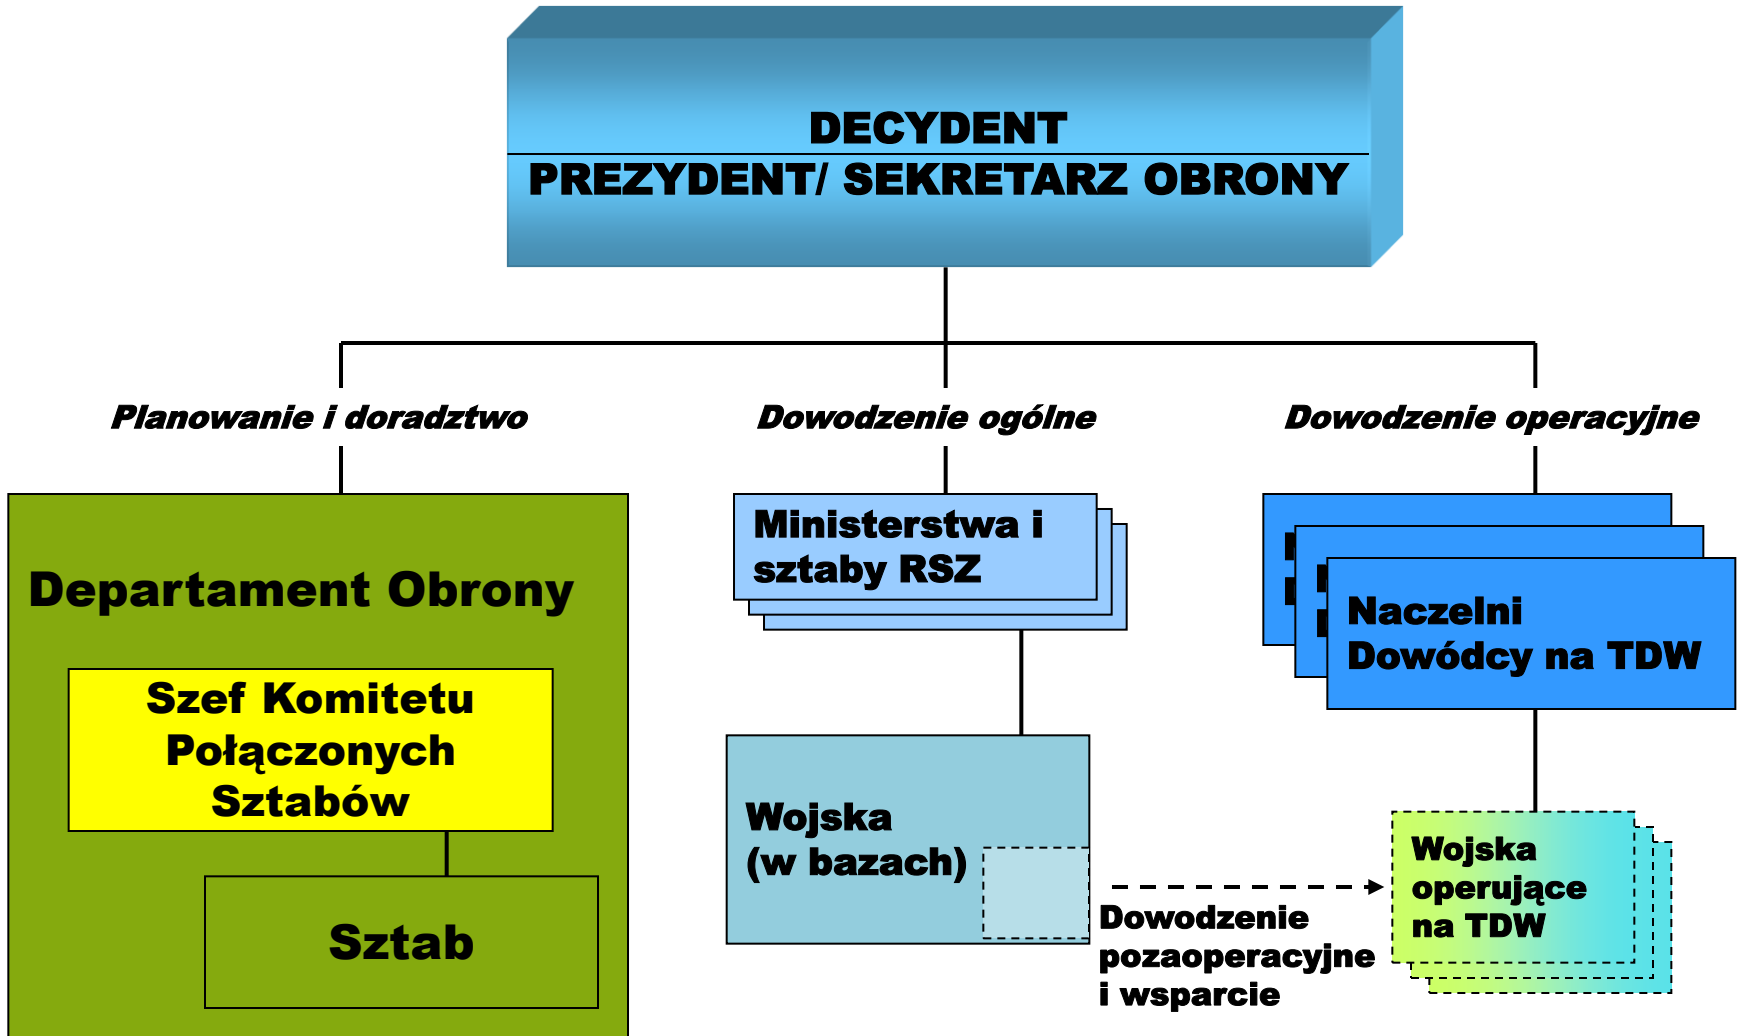 DECYDENT
PREZYDENT/ SEKRETARZ OBRONY
Planowanie i doradztwo
Dowodzenie ogólne
Dowodzenie operacyjne
Departament Obrony
Szef Komitetu
Połączonych
Sztabów
Sztab
Ministerstwa i
sztaby RSZ
Wojska
(w bazach)
Dowodzenie
pozaoperacyjne
i wsparcie
Naczelni
Dowódcy na TDW
Wojska
operujące
na TDW